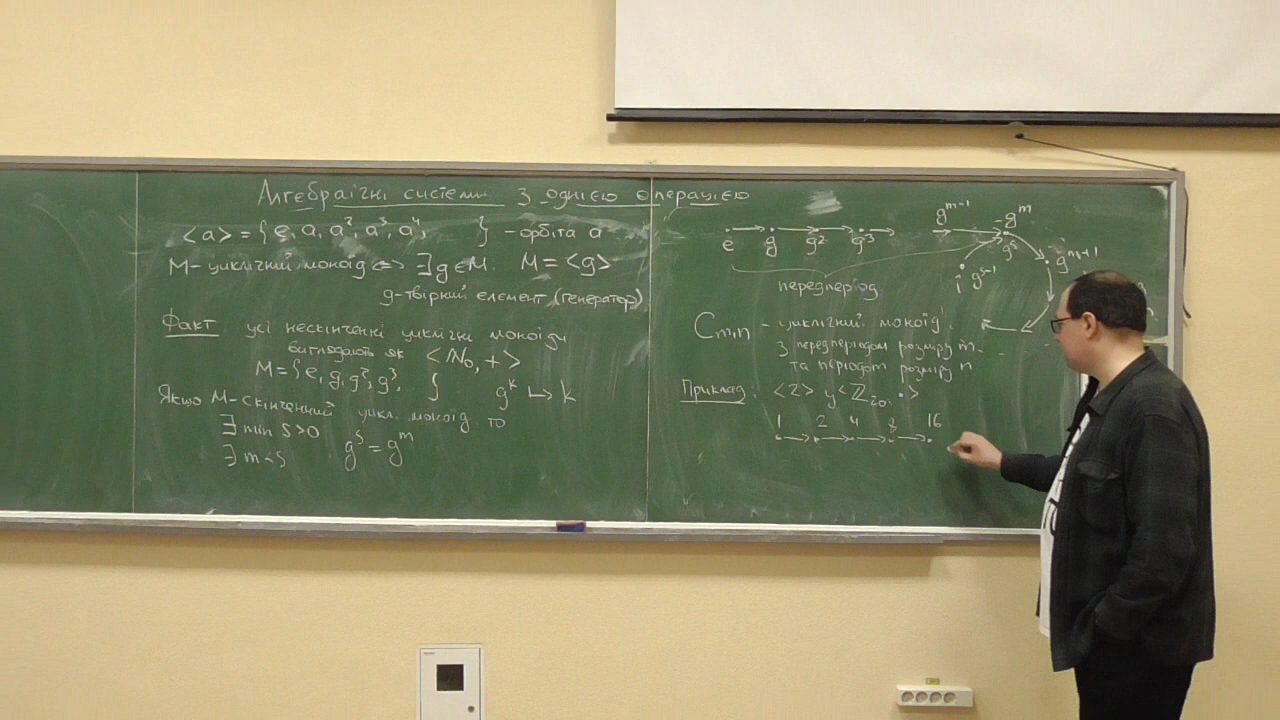 Алгебраїчні системи з однією операцією
<a> = {e, a, a², a³, a⁴, } - орбіта a
M - циклічний моноїд <=> ∃g∈M. M = <g>
g - твірний елемент (генератор)
Факт усі нескінченні циклічні моноїди
виглядають як <ℕ₀, +>
M = {e, g, g², g³, } gᵏ ↦ k
Якщо M - скінченний цикл. моноїд то
∃ min s>0
∃ m<s gˢ = gᵐ
e g g² g³ gᵐ⁻¹ gᵐ
gˢ gᵐ⁺¹
gˢ⁻¹
передперіод
Cₘ,ₙ - циклічний моноїд
з передперіодом розміру m
та періодом розміру n
Приклад. <2> у <ℤ₂₀, •>
1 2 4 8 16